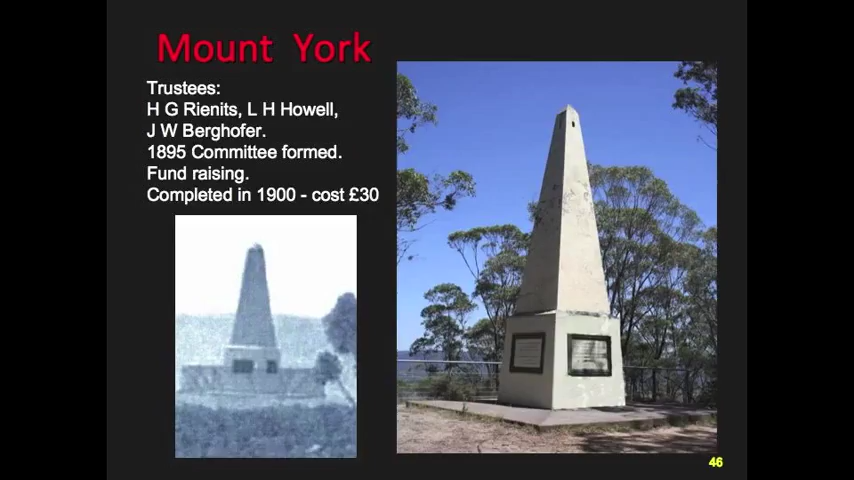 Mount York
Trustees:
H G Rienits, L H Howell,
J W Berghofer.
1895 Committee formed.
Fund raising.
Completed in 1900 - cost £30
46